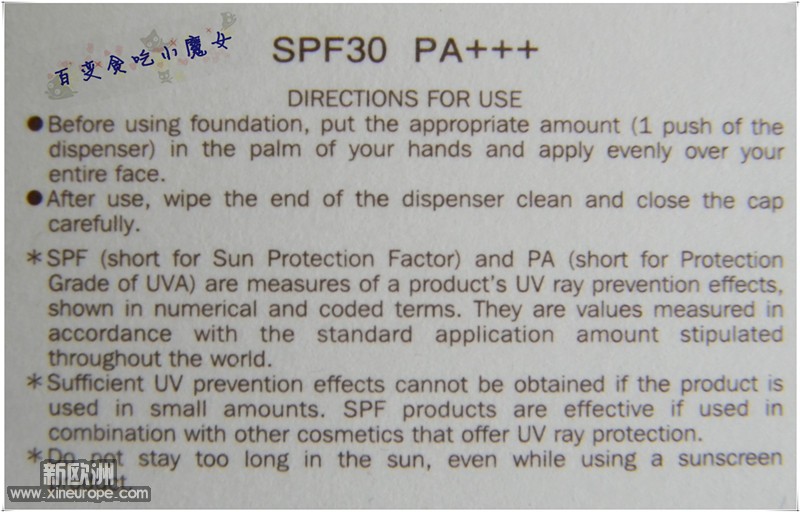 百变贪吃小魔女
SPF30 PA+++
DIRECTIONS FOR USE
●Before using foundation, put the appropriate amount (1 push of the
dispenser) in the palm of your hands and apply evenly over your
entire face.
●After use, wipe the end of the dispenser clean and close the cap
carefully.
*SPF (short for Sun Protection Factor) and PA (short for Protection
Grade of UVA) are measures of a product's UV ray prevention effects,
shown in numerical and coded terms. They are values measured in
accordance with the standard application amount stipulated
throughout the world.
*Sufficient UV prevention effects cannot be obtained if the product is
used in small amounts. SPF products are effective if used in
combination with other cosmetics that offer UV ray protection.
*Do not stay too long in the sun, even while using a sunscreen
新欧洲
www.xineurope.com